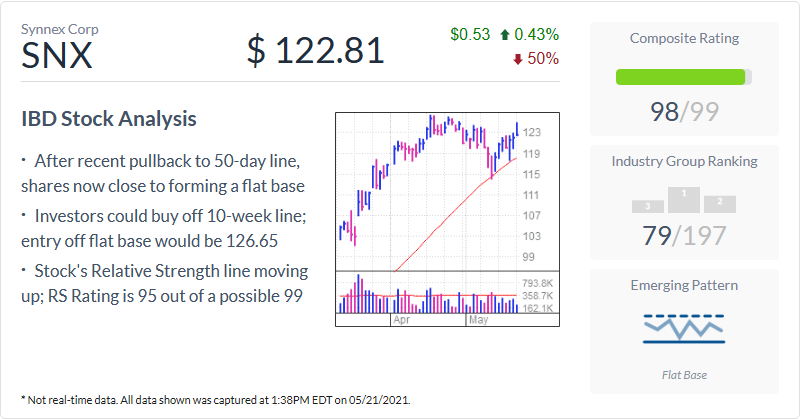 Synnex Corp
SNX
$ 122.81
$0.53 0.43%
50%
IBD Stock Analysis
· After recent pullback to 50-day line,
shares now close to forming a flat base
· Investors could buy off 10-week line;
entry off flat base would be 126.65
· Stock's Relative Strength line moving
up; RS Rating is 95 out of a possible 99
123
119
115
111
107
103
99
793.8K
358.7K
162.1K
Apr
May
Composite Rating
98/99
Industry Group Ranking
3
1
2
79/197
Emerging Pattern
Flat Base
* Not real-time data. All data shown was captured at 1:38PM EDT on 05/21/2021.